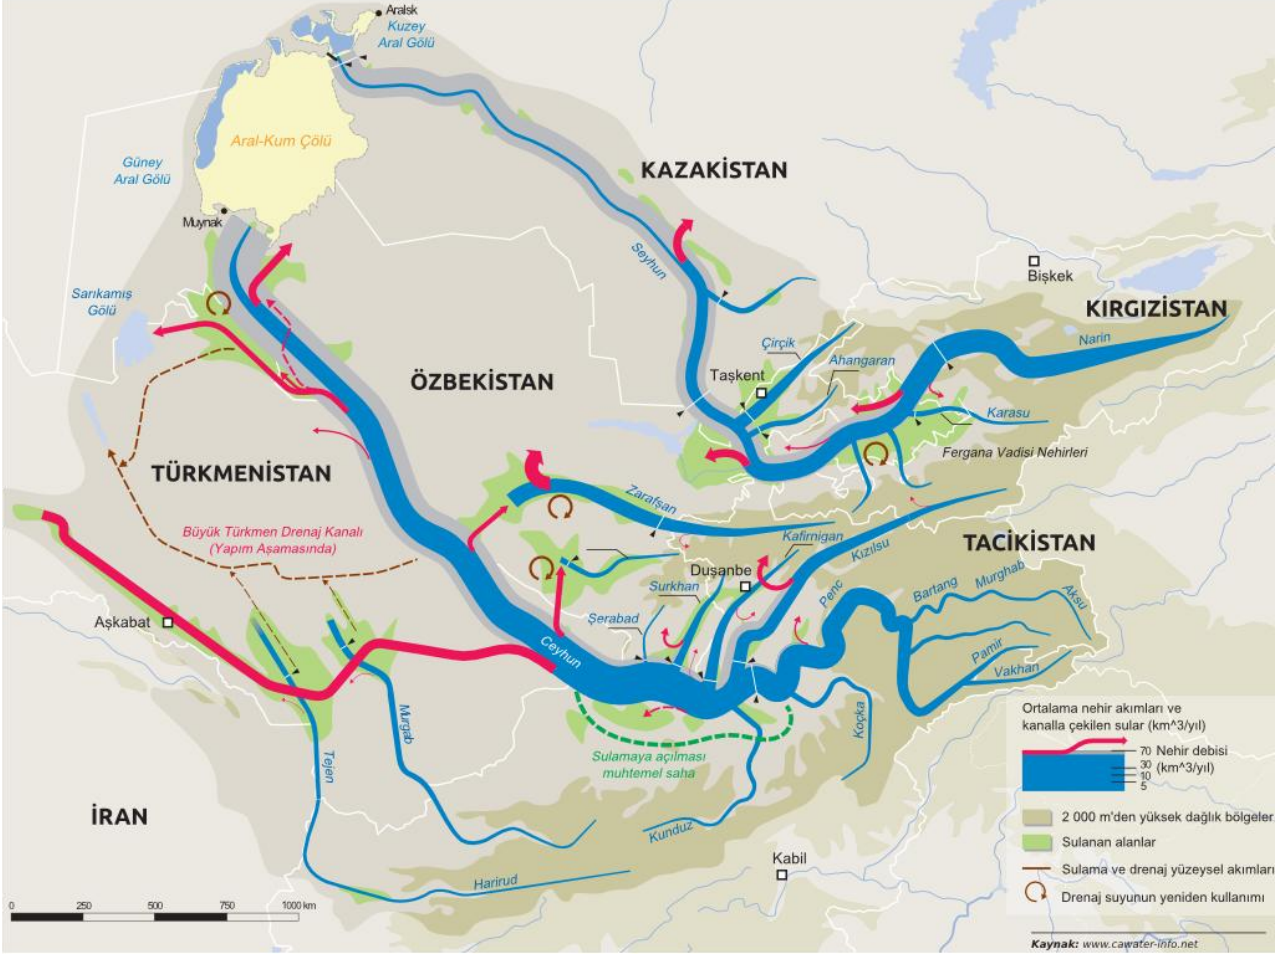 Aralsk
Kuzey
Aral Gölü
Aral-Kum Çölü
Güney
Aral Gölü
KAZAKİSTAN
Muynak
Seyhun
Bişkek
Sarıkamış
Gölü
KIRGIZİSTAN
Narin
Çirçik
Ahangaran
Taşkent
ÖZBEKİSTAN
Karasu
Fergana Vadisi Nehirleri
TÜRKMENİSTAN
Zarafşan
Büyük Türkmen Drenaj Kanalı
(Yapım Aşamasında)
Kafirnigan
Kızılsu
TACİKİSTAN
Duşanbe
Surkhan
Penc
Bartang
Murghab
Aksu
Şerabad
Aşkabat
Ceyhun
Pamir
Vakhan
Murgab
Koçka
Tejen
Sulamaya açılması
muhtemel saha
İRAN
Kunduz
Kabil
Harirud
0 250 500 750 1000 km
Ortalama nehir akımları ve
kanalla çekilen sular (km^3/yıl)
70 Nehir debisi
30 (km^3/yıl)
10
5
2 000 m'den yüksek dağlık bölgeler
Sulanan alanlar
Sulama ve drenaj yüzeysel akımları
Drenaj suyunun yeniden kullanımı
Kaynak: www.cawater-info.net